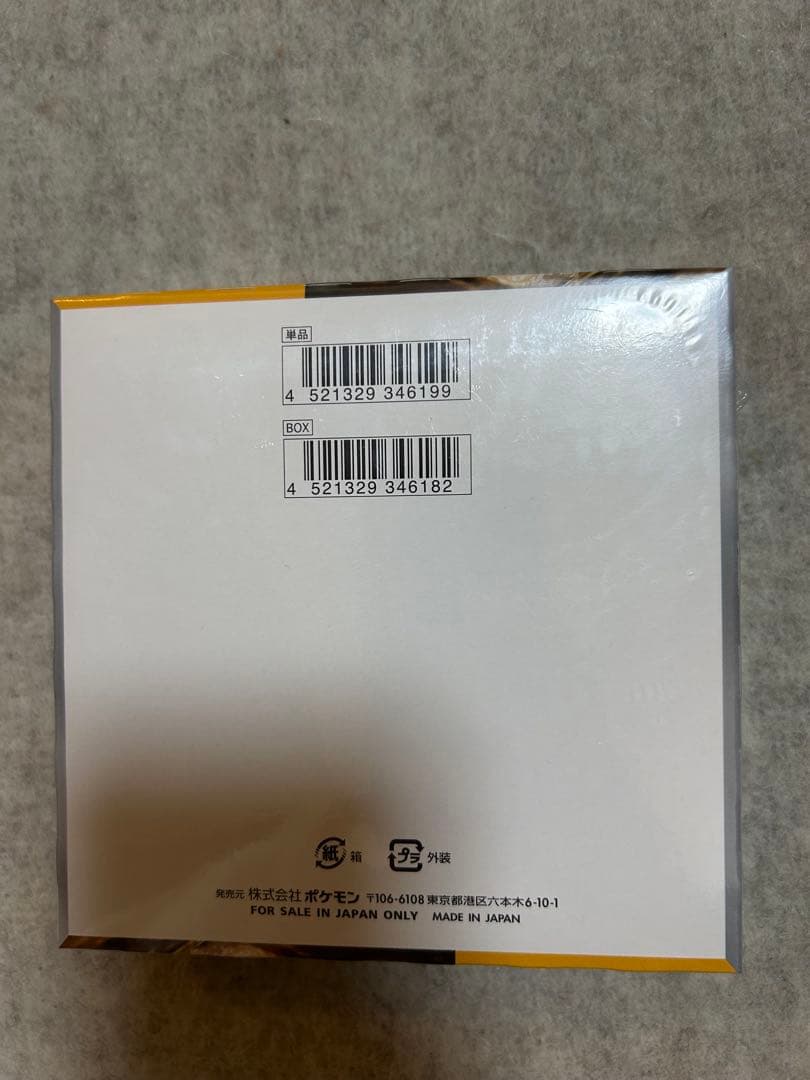 単品
4 521329 346199
BOX
4 521329 346182
紙 箱 プラ 外装
発売元 株式会社 ポケモン 〒106-6108 東京都港区六本木6-10-1
FOR SALE IN JAPAN ONLY MADE IN JAPAN